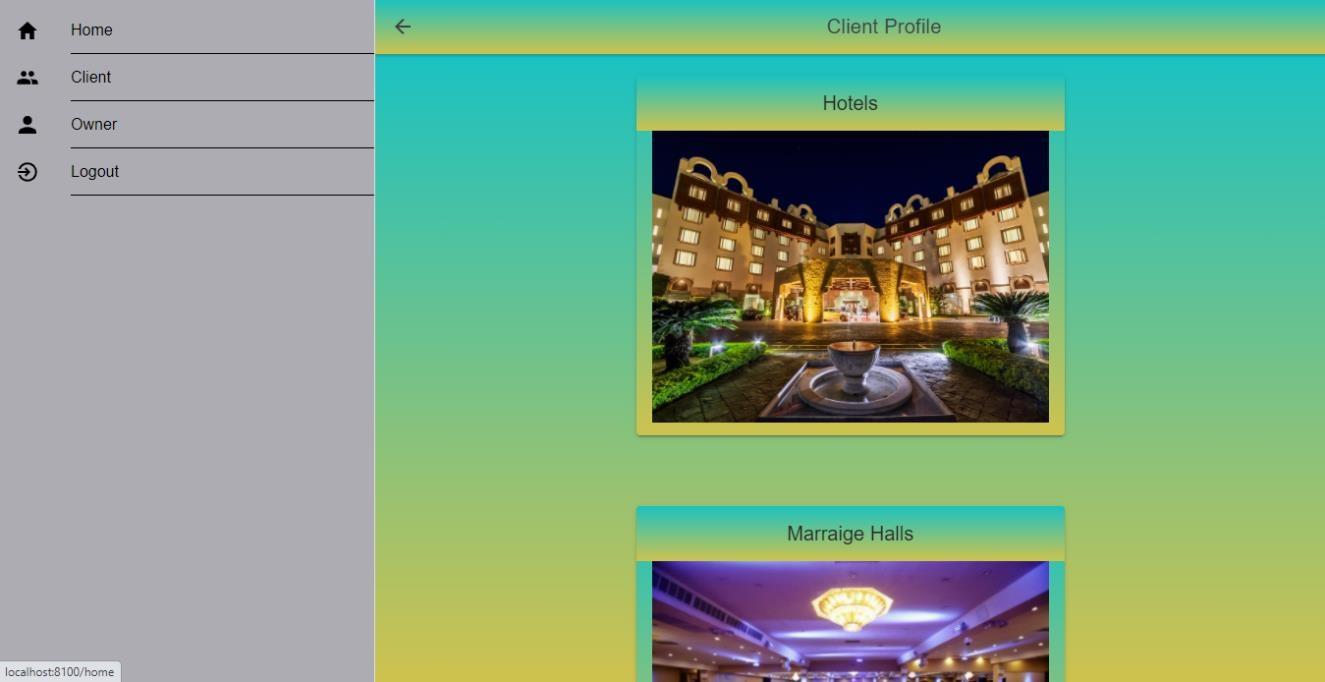 Home
Client
Owner
Logout
Client Profile
Hotels
Marraige Halls
localhost:8100/home